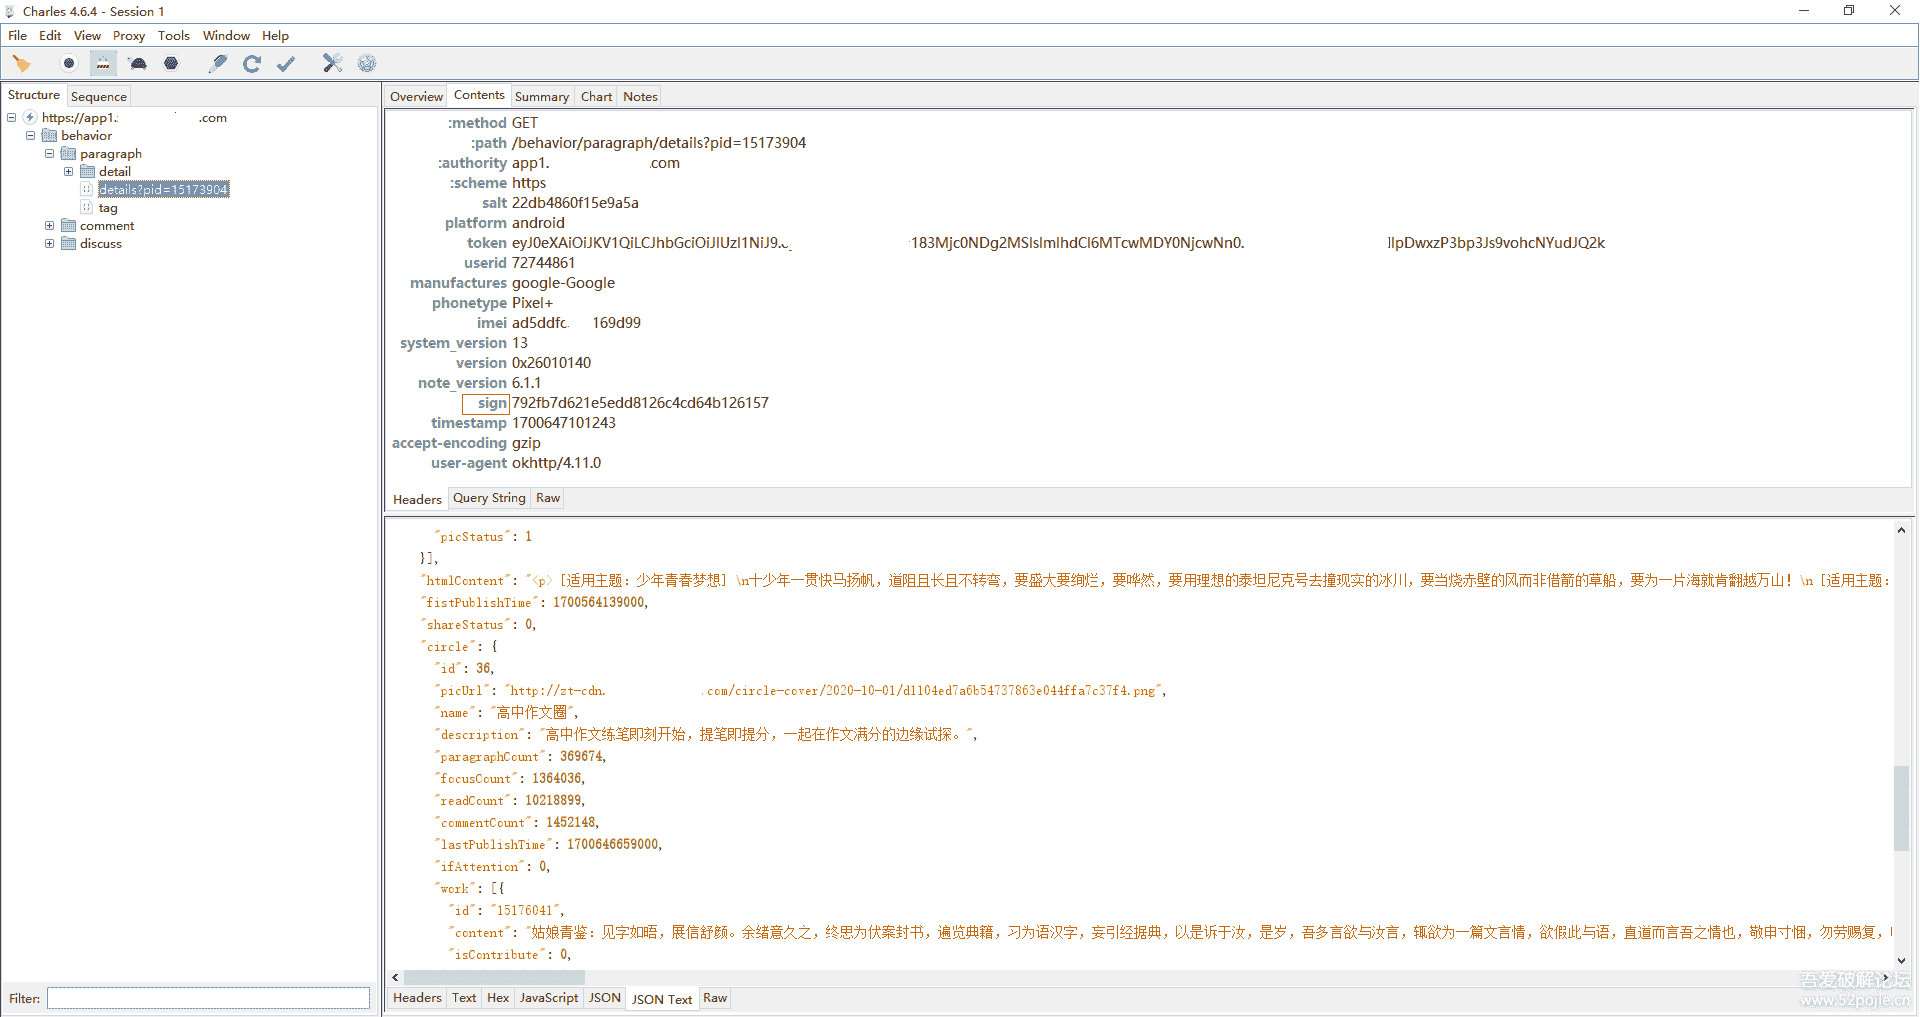 Charles 4.6.4 - Session 1
File Edit View Proxy Tools Window Help
Structure Sequence
https://app1. .com
behavior
paragraph
detail
details?pid=15173904
tag
comment
discuss
Filter:
Overview Contents Summary Chart Notes
:method GET
:path /behavior/paragraph/details?pid=15173904
:authority app1. .com
:scheme https
salt 22db4860f15e9a5a
platform android
token eyJ0eXAiOiJKV1QiLCJhbGciOiJIUzI1NiJ9. 183Mjc0NDg2MSIsImlhdCI6MTcwMDY0NjcwNn0. IlpDwxzP3bp3Js9vohcNYudJQ2k
userid 72744861
manufactures google-Google
phonetype Pixel+
imei ad5ddfc 169d99
system_version 13
version 0x26010140
note_version 6.1.1
sign 792fb7d621e5edd8126c4cd64b126157
timestamp 1700647101243
accept-encoding gzip
user-agent okhttp/4.11.0
Headers Query String Raw
"picStatus": 1
}],
"htmlContent": "<p>[适用主题：少年青春梦想] \n十少年一贯快马扬帆，道阻且长且不转弯，要盛大要绚烂，要哗然，要用理想的泰坦尼克号去撞现实的冰川，要当烧赤壁的风而非借箭的草船，要为一片海就肯翻越万山！\n [适用主题：
"fistPublishTime": 1700564139000,
"shareStatus": 0,
"circle": {
"id": 36,
"picUrl": "http://zt-cdn. .com/circle-cover/2020-10-01/d1104ed7a6b54737863e044ffa7c37f4.png",
"name": "高中作文圈",
"description": "高中作文练笔即刻开始，提笔即提分，一起在作文满分的边缘试探。",
"paragraphCount": 369674,
"focusCount": 1364036,
"readCount": 10218899,
"commentCount": 1452148,
"lastPublishTime": 1700646659000,
"ifAttention": 0,
"work": [{
"id": "15176041",
"content": "姑娘青鉴：见字如晤，展信舒颜。余绪意久之，终思为伏案封书，遍览典籍，习为语汉字，妄引经据典，以是诉于汝，是岁，吾多言欲与汝言，辄欲为一篇文言情，欲假此与语，直道而言吾之情也，敬申寸悃，勿劳赐复，
"isContribute": 0,
Headers Text Hex JavaScript JSON JSON Text Raw
吾爱破解论坛
www.52pojie.cn